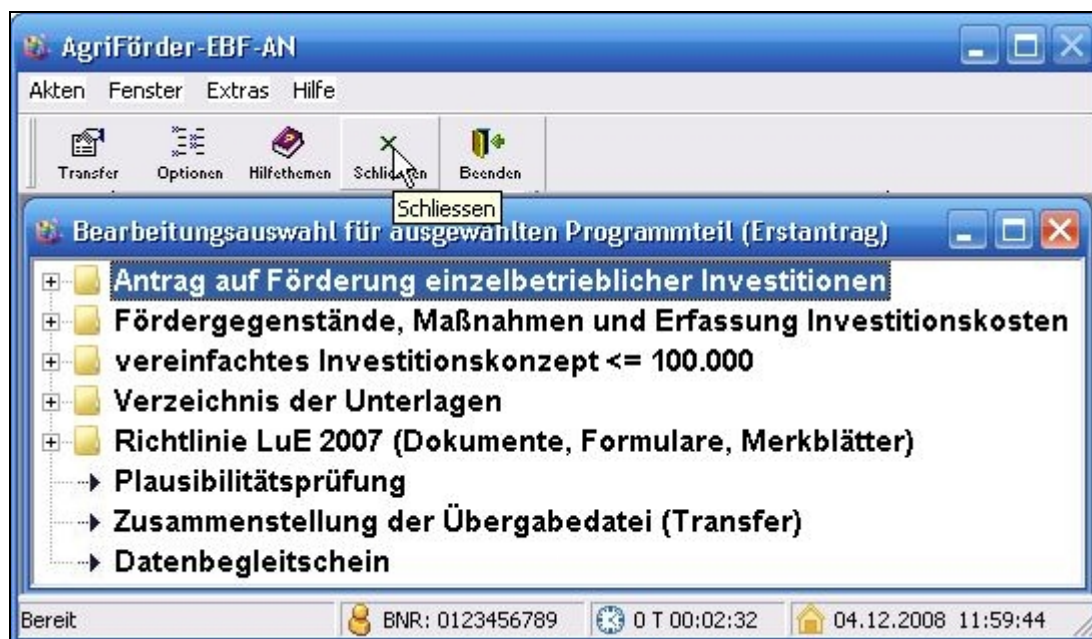 AgriFörder-EBF-AN
Akten Fenster Extras Hilfe
Transfer Optionen Hilfethemen Schliessen Beenden
Schliessen
Bearbeitungsauswahl für ausgewählten Programmteil (Erstantrag)
Antrag auf Förderung einzelbetrieblicher Investitionen
Fördergegenstände, Maßnahmen und Erfassung Investitionskosten
vereinfachtes Investitionskonzept <= 100.000
Verzeichnis der Unterlagen
Richtlinie LuE 2007 (Dokumente, Formulare, Merkblätter)
Plausibilitätsprüfung
Zusammenstellung der Übergabedatei (Transfer)
Datenbegleitschein
Bereit BNR: 0123456789 0 T 00:02:32 04.12.2008 11:59:44